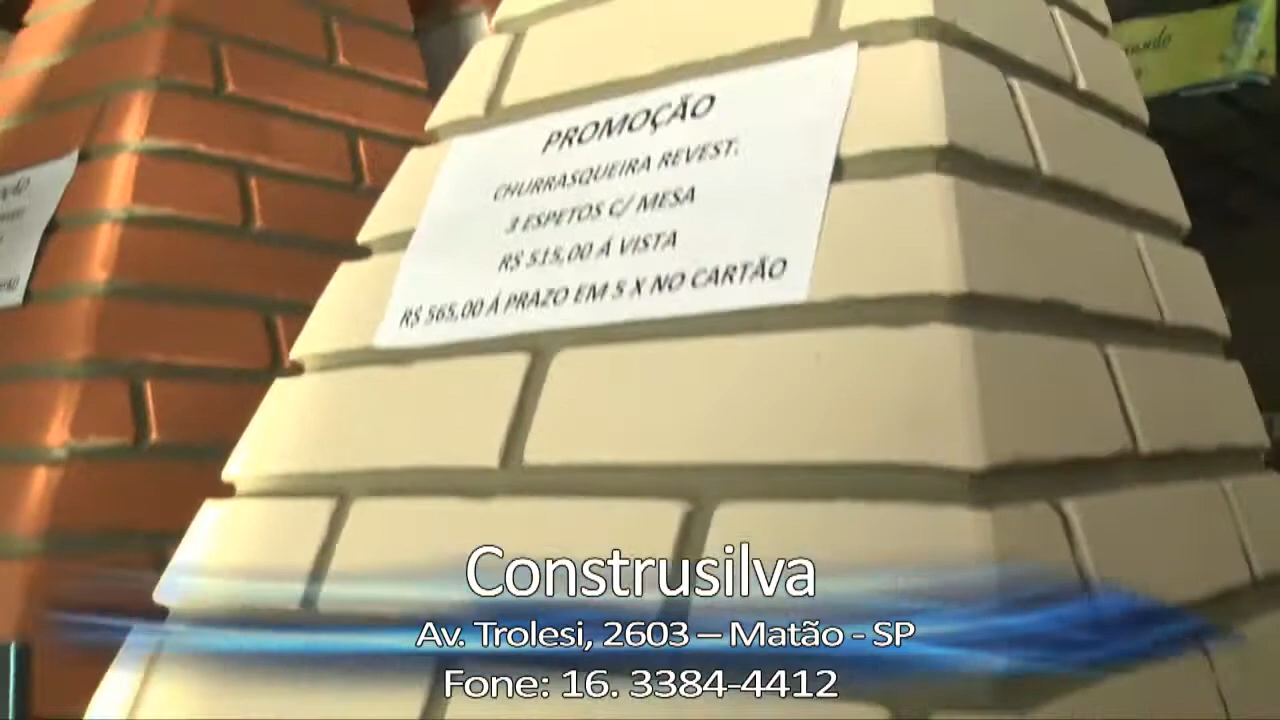 PROMOÇÃO
CHURRASQUEIRA REVEST.
3 ESPETOS C/ MESA
R$ 515,00 Á VISTA
R$ 565,00 Á PRAZO EM 5 X NO CARTÃO
Construsilva
Av. Trolesi, 2603 – Matão - SP
Fone: 16. 3384-4412